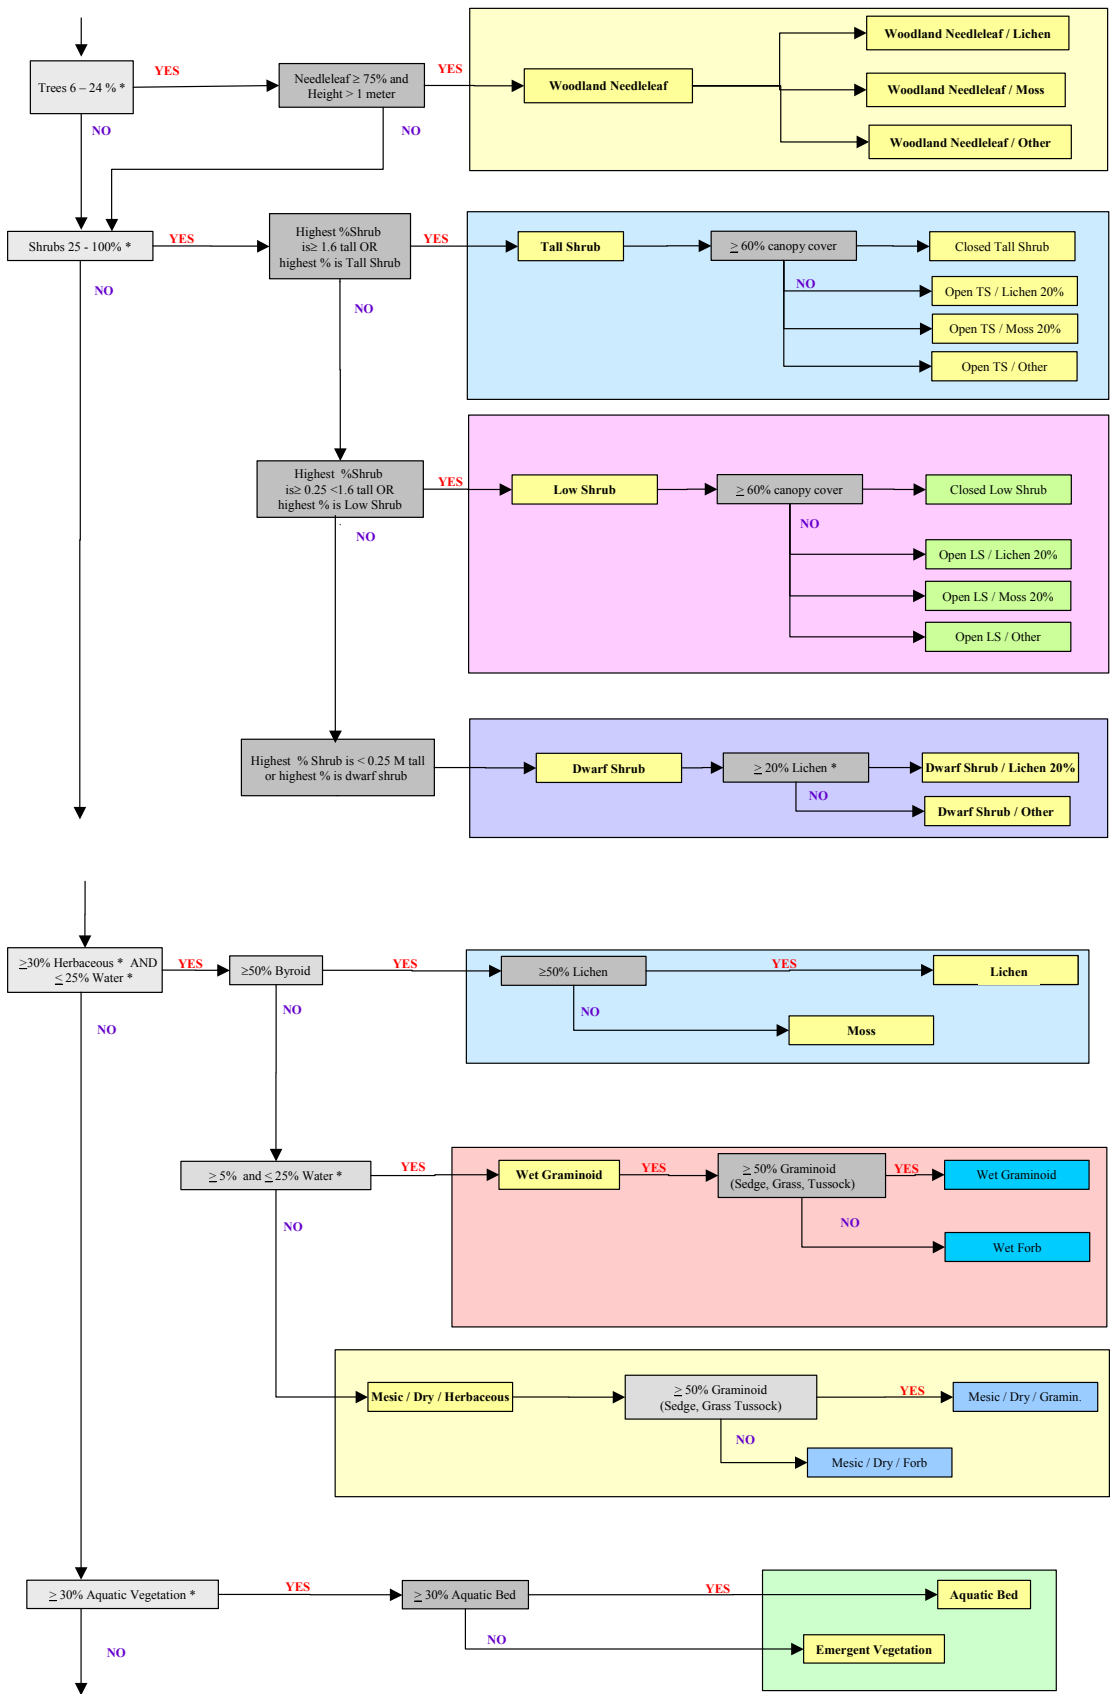 Woodland Needleleaf / Lichen
YES
Needleleaf ≥ 75% and
Height > 1 meter
YES
Trees 6 – 24 % *
Woodland Needleleaf
Woodland Needleleaf / Moss
NO
NO
Woodland Needleleaf / Other
Shrubs 25 - 100% *
YES
Highest %Shrub
is≥ 1.6 tall OR
highest % is Tall Shrub
YES
Tall Shrub
≥ 60% canopy cover
Closed Tall Shrub
NO
NO
Open TS / Lichen 20%
NO
Open TS / Moss 20%
Open TS / Other
Highest %Shrub
is≥ 0.25 <1.6 tall OR
highest % is Low Shrub
YES
Low Shrub
≥ 60% canopy cover
Closed Low Shrub
NO
NO
Open LS / Lichen 20%
Open LS / Moss 20%
Open LS / Other
Highest % Shrub is < 0.25 M tall
or highest % is dwarf shrub
Dwarf Shrub
≥ 20% Lichen *
Dwarf Shrub / Lichen 20%
NO
Dwarf Shrub / Other
≥30% Herbaceous * AND
≤ 25% Water *
YES
≥50% Byroid
YES
≥50% Lichen
YES
Lichen
NO
NO
NO
Moss
≥ 5% and ≤ 25% Water *
YES
Wet Graminoid
YES
≥ 50% Graminoid
(Sedge, Grass, Tussock)
YES
Wet Graminoid
NO
NO
Wet Forb
Mesic / Dry / Herbaceous
≥ 50% Graminoid
(Sedge, Grass Tussock)
YES
Mesic / Dry / Gramin.
NO
Mesic / Dry / Forb
≥ 30% Aquatic Vegetation *
YES
≥ 30% Aquatic Bed
YES
Aquatic Bed
NO
NO
Emergent Vegetation